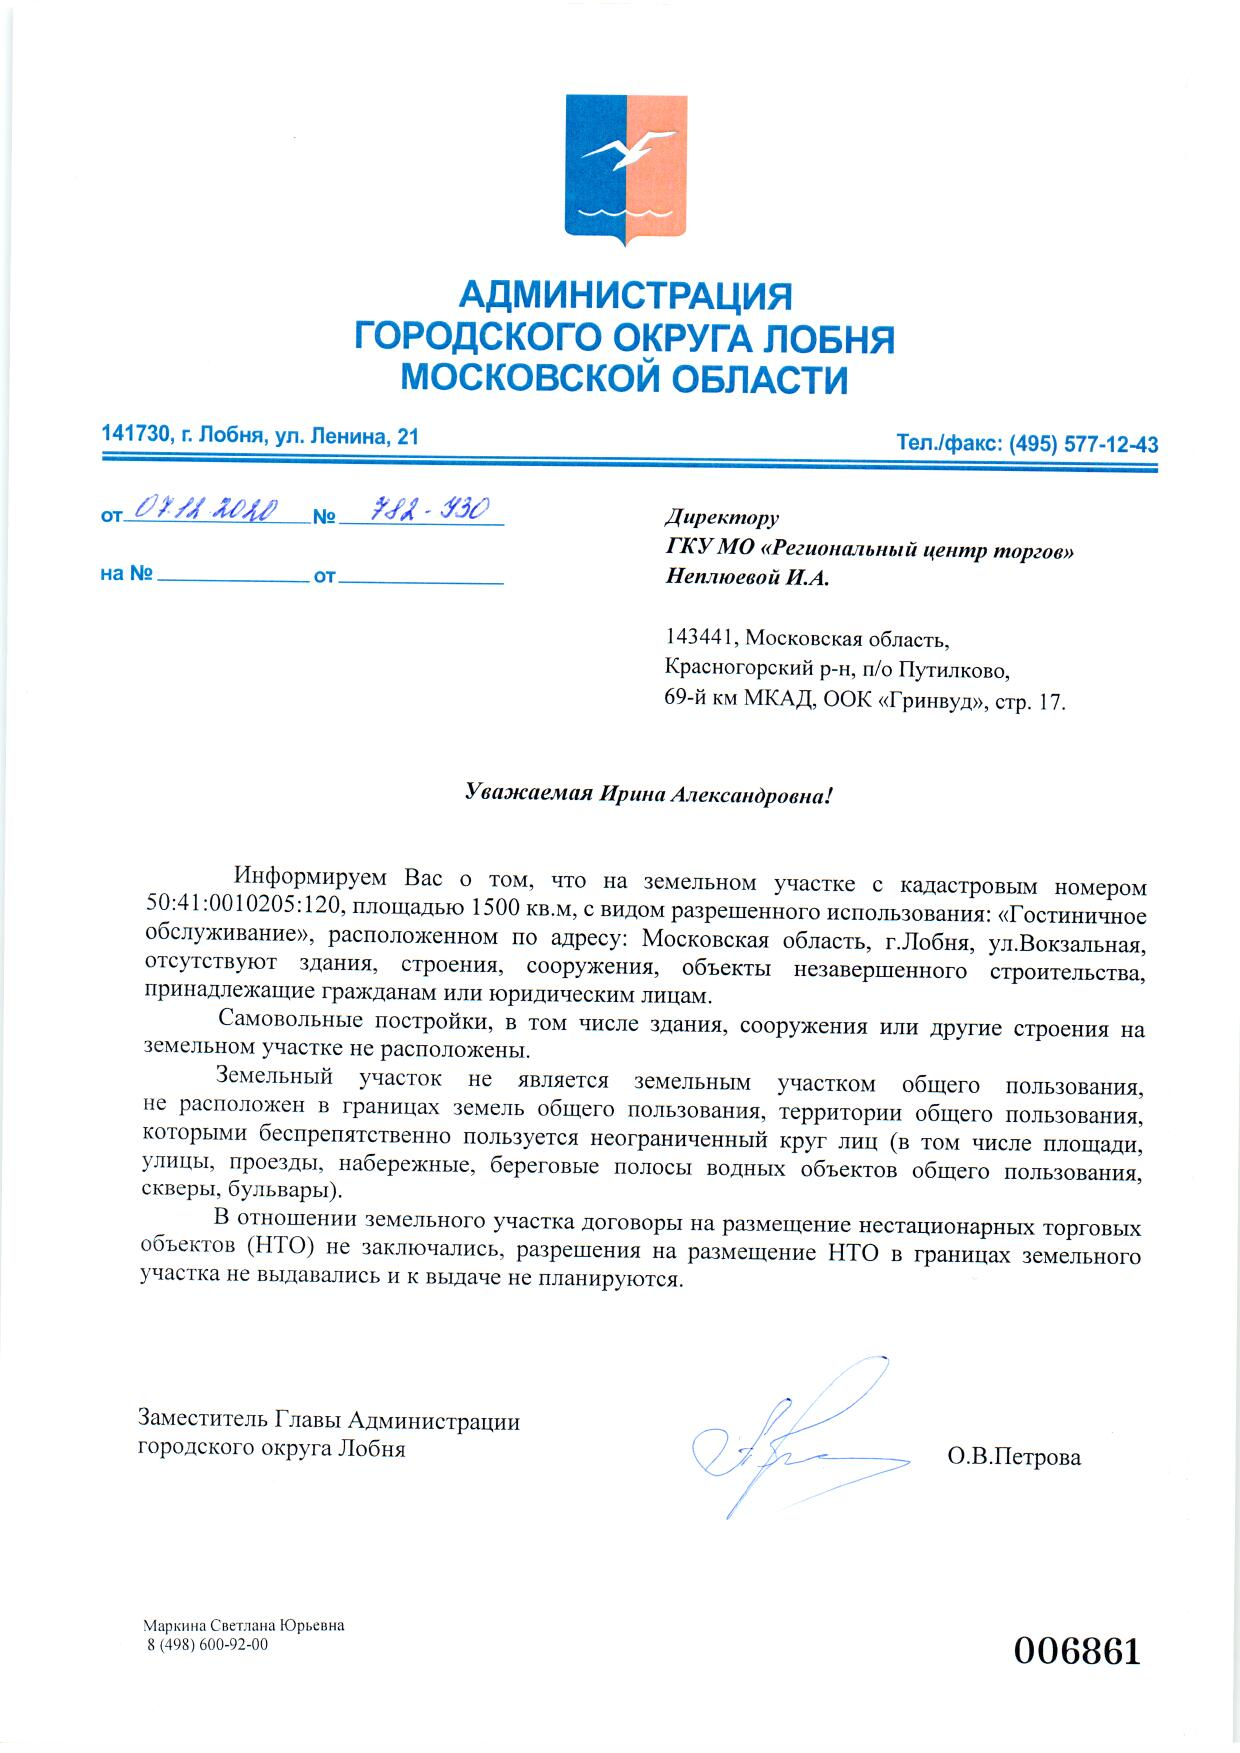 АДМИНИСТРАЦИЯ
ГОРОДСКОГО ОКРУГА ЛОБНЯ
МОСКОВСКОЙ ОБЛАСТИ
141730, г. Лобня, ул. Ленина, 21
Тел./факс: (495) 577-12-43
от 07.12.2020 № 782-УЗО
на № от
Директору
ГКУ МО «Региональный центр торгов»
Неплюевой И.А.
143441, Московская область,
Красногорский р-н, п/о Путилково,
69-й км МКАД, ООК «Гринвуд», стр. 17.
Уважаемая Ирина Александровна!
Информируем Вас о том, что на земельном участке с кадастровым номером
50:41:0010205:120, площадью 1500 кв.м, с видом разрешенного использования: «Гостиничное
обслуживание», расположенном по адресу: Московская область, г.Лобня, ул.Вокзальная,
отсутствуют здания, строения, сооружения, объекты незавершенного строительства,
принадлежащие гражданам или юридическим лицам.
Самовольные постройки, в том числе здания, сооружения или другие строения на
земельном участке не расположены.
Земельный участок не является земельным участком общего пользования,
не расположен в границах земель общего пользования, территории общего пользования,
которыми беспрепятственно пользуется неограниченный круг лиц (в том числе площади,
улицы, проезды, набережные, береговые полосы водных объектов общего пользования,
скверы, бульвары).
В отношении земельного участка договоры на размещение нестационарных торговых
объектов (НТО) не заключались, разрешения на размещение НТО в границах земельного
участка не выдавались и к выдаче не планируются.
Заместитель Главы Администрации
городского округа Лобня
О.В.Петрова
Маркина Светлана Юрьевна
8 (498) 600-92-00
006861